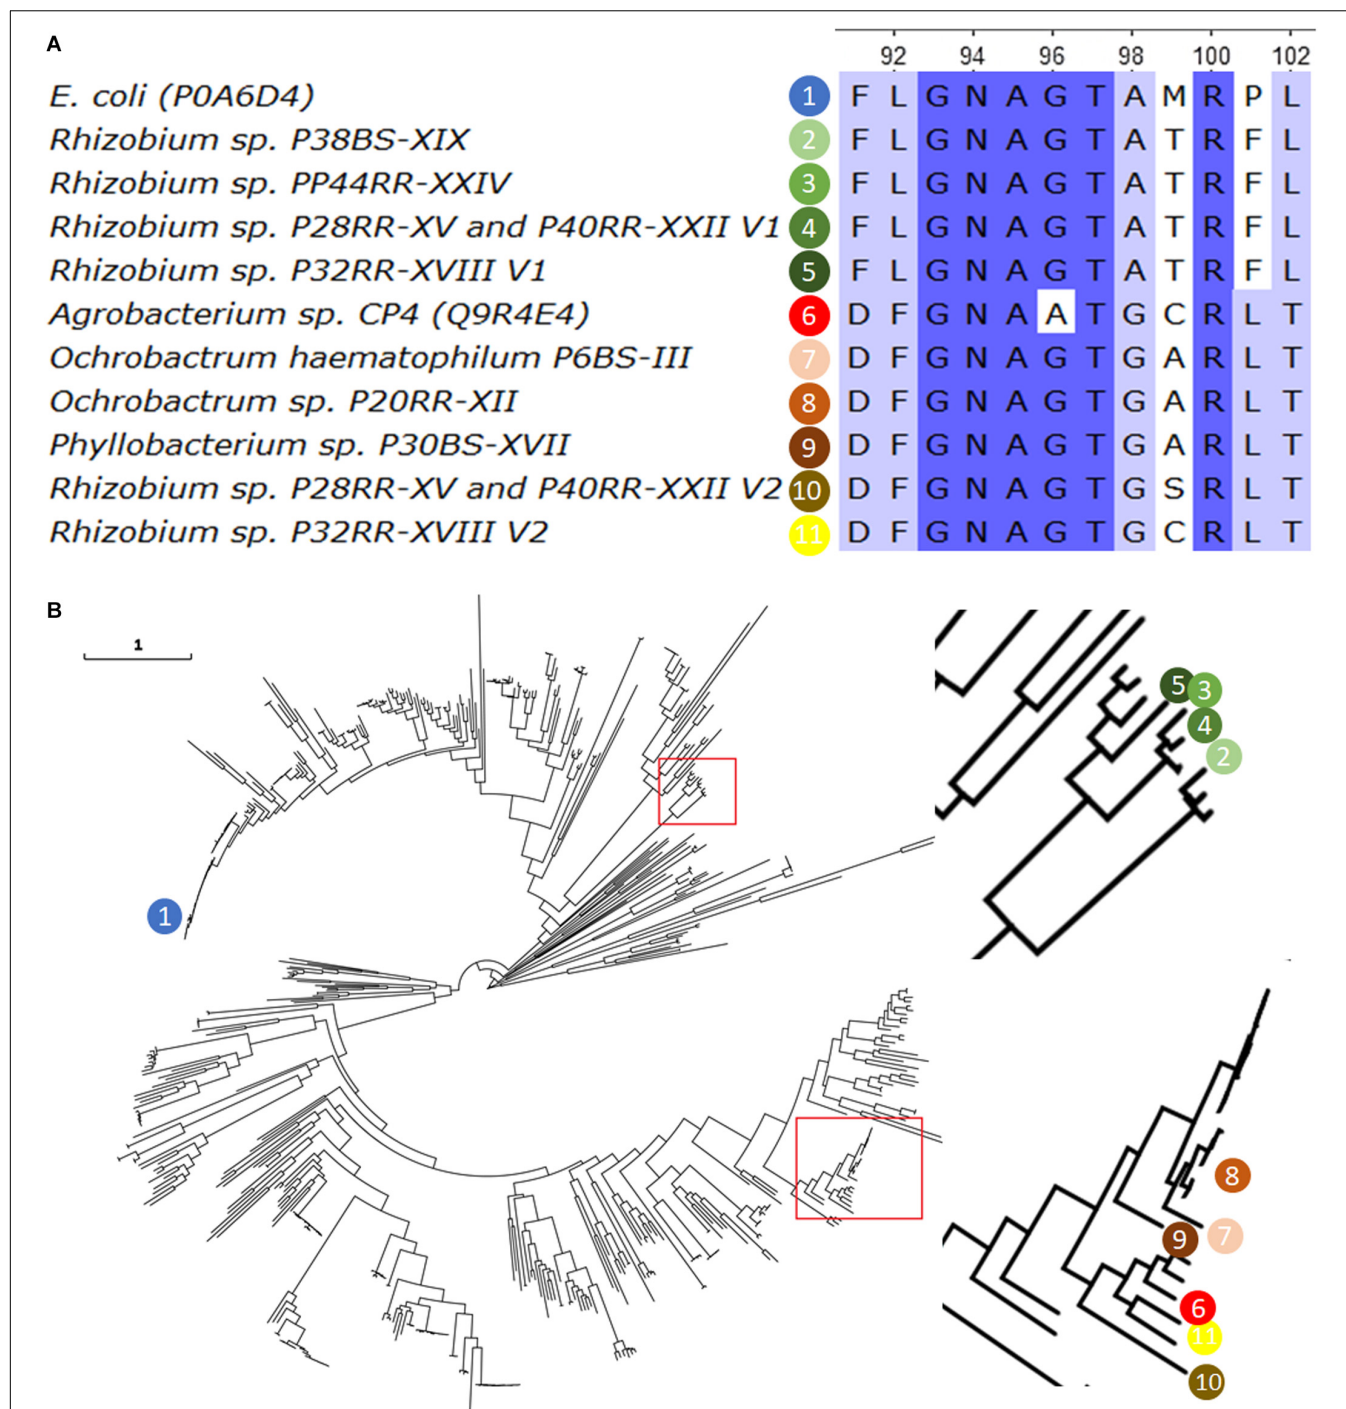 A
92 94 96 98 100 102
E. coli (P0A6D4) 1 F L G N A G T A M R P L
Rhizobium sp. P38BS-XIX 2 F L G N A G T A T R F L
Rhizobium sp. PP44RR-XXIV 3 F L G N A G T A T R F L
Rhizobium sp. P28RR-XV and P40RR-XXII V1 4 F L G N A G T A T R F L
Rhizobium sp. P32RR-XVIII V1 5 F L G N A G T A T R F L
Agrobacterium sp. CP4 (Q9R4E4) 6 D F G N A A T G C R L T
Ochrobactrum haematophilum P6BS-III 7 D F G N A G T G A R L T
Ochrobactrum sp. P20RR-XII 8 D F G N A G T G A R L T
Phyllobacterium sp. P30BS-XVII 9 D F G N A G T G A R L T
Rhizobium sp. P28RR-XV and P40RR-XXII V2 10 D F G N A G T G S R L T
Rhizobium sp. P32RR-XVIII V2 11 D F G N A G T G C R L T
B
1
5 3
4
2
1
8
9 7
6
11
10